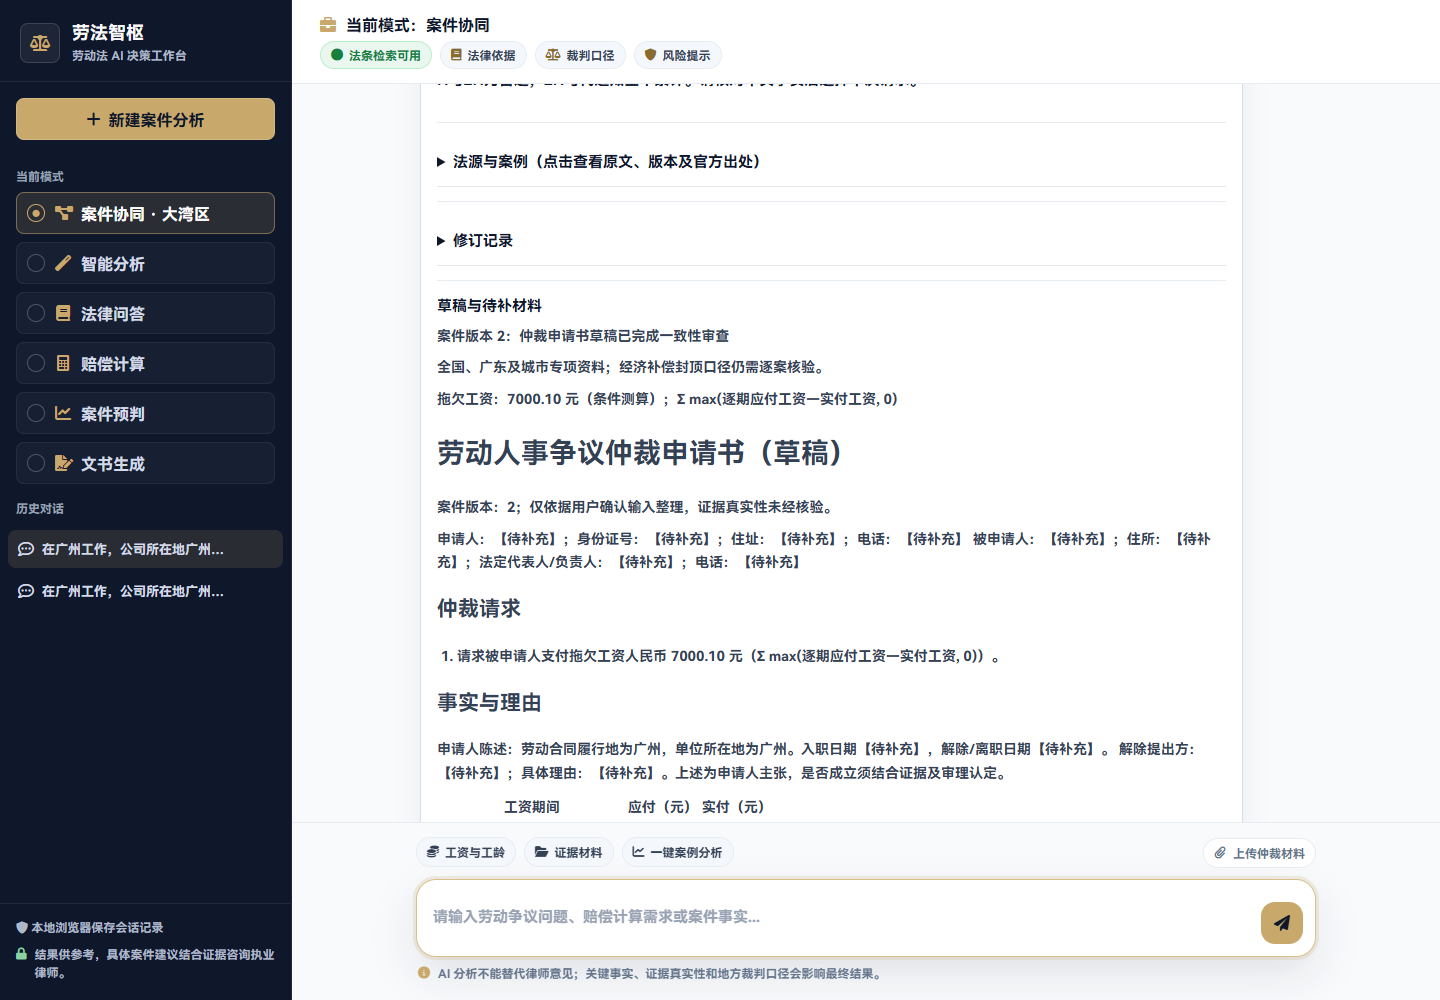 劳法智枢
劳动法 AI 决策工作台
新建案件分析
当前模式
案件协同 · 大湾区
智能分析
法律问答
赔偿计算
案件预判
文书生成
历史对话
在广州工作，公司所在地广州...
在广州工作，公司所在地广州...
本地浏览器保存会话记录
结果供参考，具体案件建议结合证据咨询执业
律师。
当前模式：案件协同
法条检索可用
法律依据
裁判口径
风险提示
法源与案例（点击查看原文、版本及官方出处）
修订记录
草稿与待补材料
案件版本 2：仲裁申请书草稿已完成一致性审查
全国、广东及城市专项资料；经济补偿封顶口径仍需逐案核验。
拖欠工资：7000.10 元（条件测算）；Σ max(逐期应付工资—实付工资, 0)
劳动人事争议仲裁申请书（草稿）
案件版本：2；仅依据用户确认输入整理，证据真实性未经核验。
申请人：【待补充】；身份证号：【待补充】；住址：【待补充】；电话：【待补充】 被申请人：【待补充】；住所：【待补
充】；法定代表人/负责人：【待补充】；电话：【待补充】
仲裁请求
1. 请求被申请人支付拖欠工资人民币 7000.10 元（Σ max(逐期应付工资—实付工资, 0)）。
事实与理由
申请人陈述：劳动合同履行地为广州，单位所在地为广州。入职日期【待补充】，解除/离职日期【待补充】。 解除提出方：
【待补充】；具体理由：【待补充】。上述为申请人主张，是否成立须结合证据及审理认定。
工资期间 应付（元） 实付（元）
工资与工龄
证据材料
一键案例分析
上传仲裁材料
请输入劳动争议问题、赔偿计算需求或案件事实...
AI 分析不能替代律师意见；关键事实、证据真实性和地方裁判口径会影响最终结果。